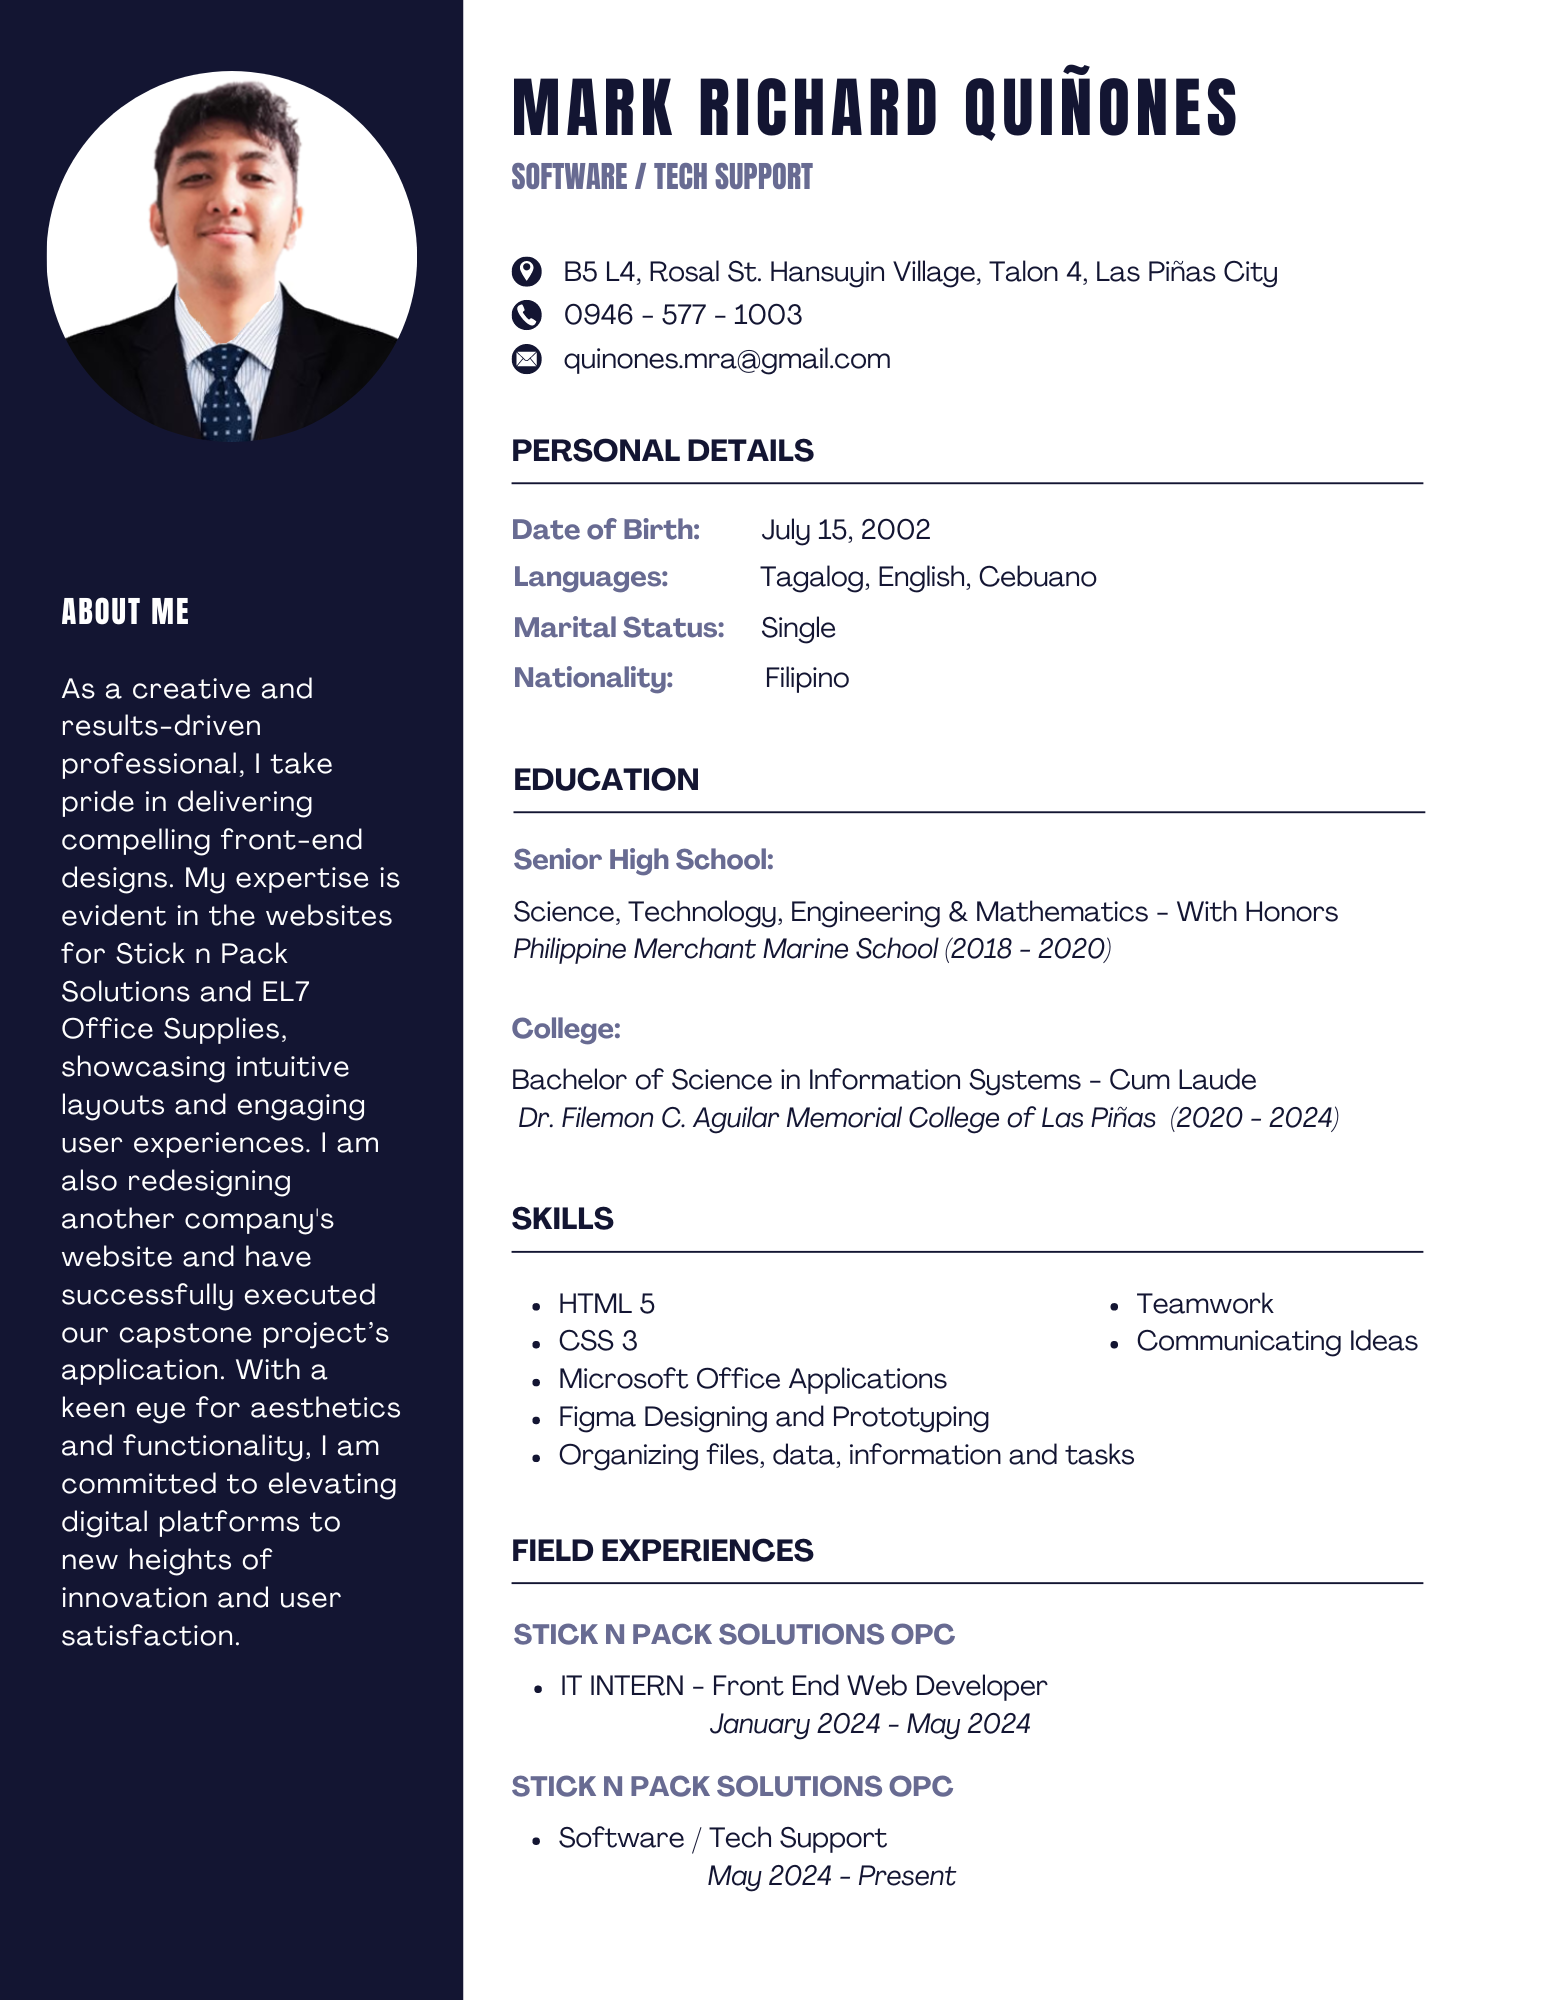 MARK RICHARD QUIÑONES
SOFTWARE / TECH SUPPORT
B5 L4, Rosal St. Hansuyin Village, Talon 4, Las Piñas City
0946 - 577 - 1003
quinones.mra@gmail.com
ABOUT ME
As a creative and
results-driven
professional, I take
pride in delivering
compelling front-end
designs. My expertise is
evident in the websites
for Stick n Pack
Solutions and EL7
Office Supplies,
showcasing intuitive
layouts and engaging
user experiences. I am
also redesigning
another company's
website and have
successfully executed
our capstone project’s
application. With a
keen eye for aesthetics
and functionality, I am
committed to elevating
digital platforms to
new heights of
innovation and user
satisfaction.
PERSONAL DETAILS
Date of Birth: July 15, 2002
Languages: Tagalog, English, Cebuano
Marital Status: Single
Nationality: Filipino
EDUCATION
Senior High School:
Science, Technology, Engineering & Mathematics - With Honors
Philippine Merchant Marine School (2018 - 2020)
College:
Bachelor of Science in Information Systems - Cum Laude
Dr. Filemon C. Aguilar Memorial College of Las Piñas (2020 - 2024)
SKILLS
• HTML 5
• CSS 3
• Microsoft Office Applications
• Figma Designing and Prototyping
• Organizing files, data, information and tasks
• Teamwork
• Communicating Ideas
FIELD EXPERIENCES
STICK N PACK SOLUTIONS OPC
• IT INTERN - Front End Web Developer
January 2024 - May 2024
STICK N PACK SOLUTIONS OPC
• Software / Tech Support
May 2024 - Present